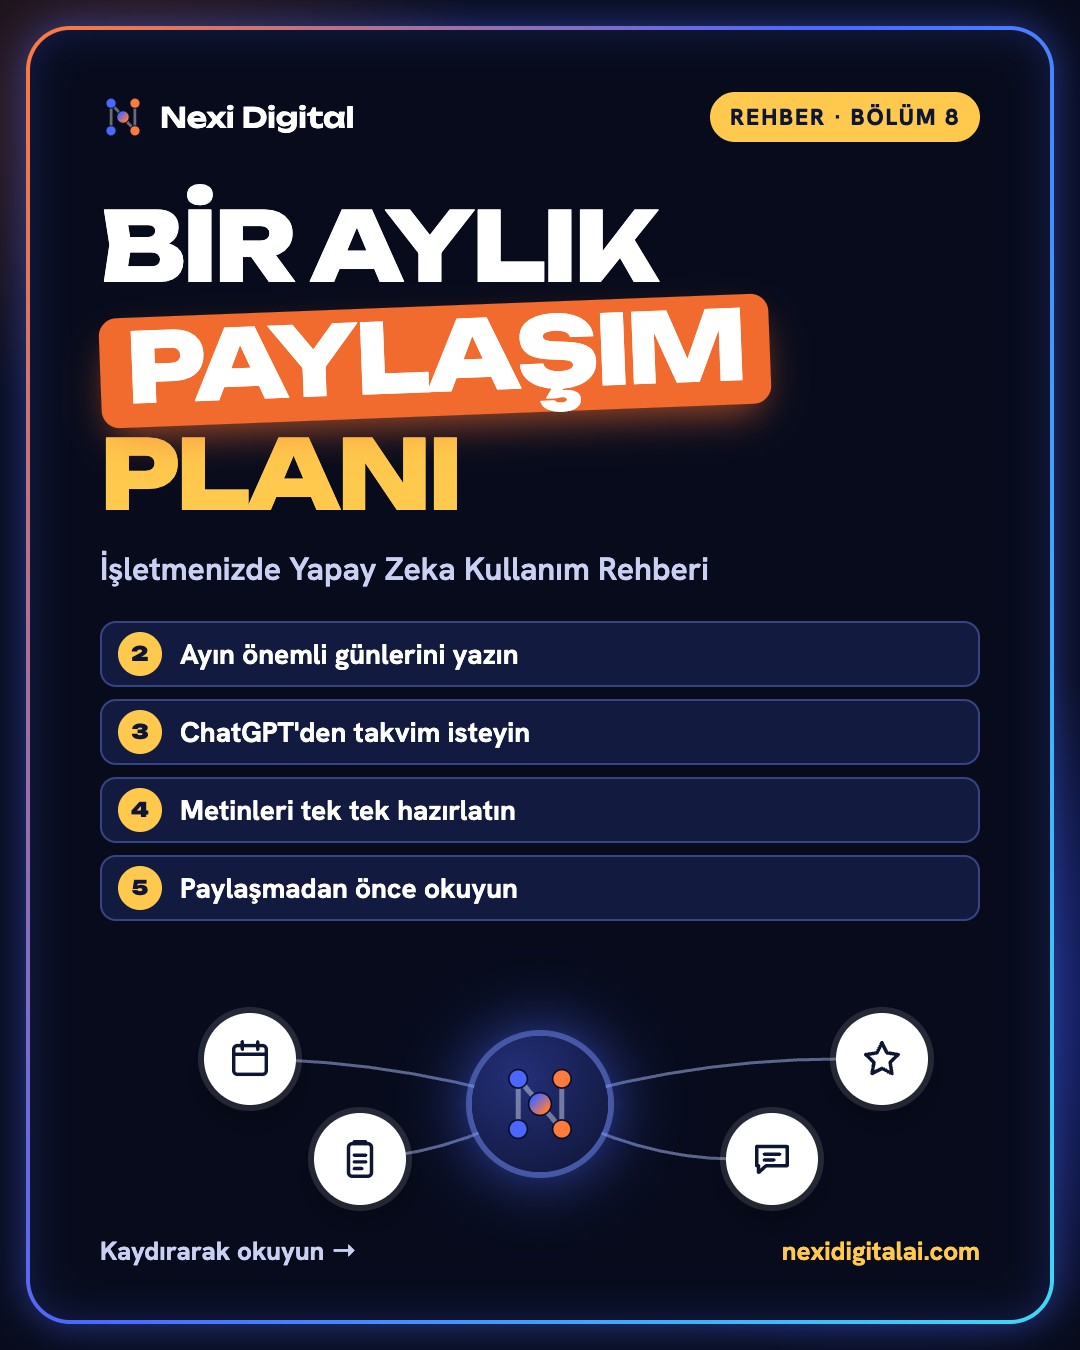 Nexi Digital
REHBER · BÖLÜM 8
BİR AYLIK
PAYLAŞIM
PLANI
İşletmenizde Yapay Zeka Kullanım Rehberi
2 Ayın önemli günlerini yazın
3 ChatGPT'den takvim isteyin
4 Metinleri tek tek hazırlatın
5 Paylaşmadan önce okuyun
Kaydırarak okuyun →
nexidigitalai.com